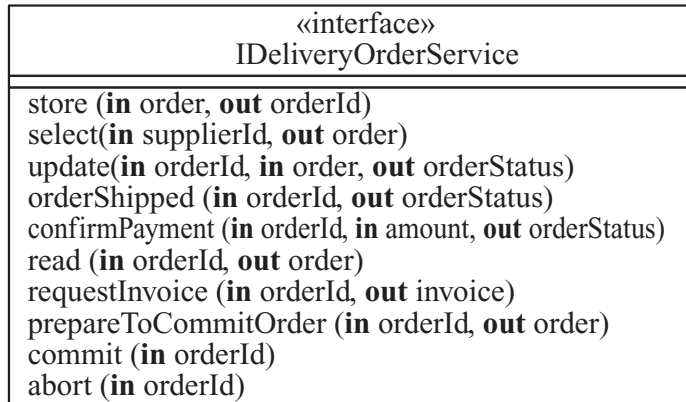 «interface»
IDeliveryOrderService
store (in order, out orderId)
select(in supplierId, out order)
update(in orderId, in order, out orderStatus)
orderShipped (in orderId, out orderStatus)
confirmPayment (in orderId, in amount, out orderStatus)
read (in orderId, out order)
requestInvoice (in orderId, out invoice)
prepareToCommitOrder (in orderId, out order)
commit (in orderId)
abort (in orderId)